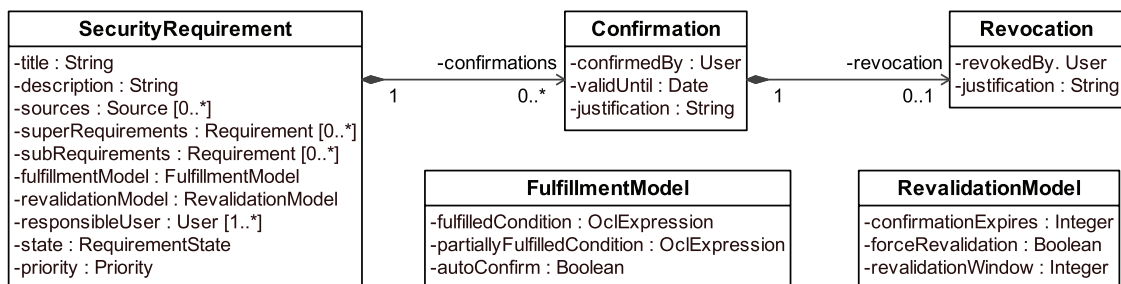 SecurityRequirement
-title : String
-description : String
-sources : Source [0..*]
-superRequirements : Requirement [0..*]
-subRequirements : Requirement [0..*]
-fulfillmentModel : FulfillmentModel
-revalidationModel : RevalidationModel
-responsibleUser : User [1..*]
-state : RequirementState
-priority : Priority
-confirmations
1
0..*
Confirmation
-confirmedBy : User
-validUntil : Date
-justification : String
-revocation
1
0..1
Revocation
-revokedBy. User
-justification : String
FulfillmentModel
-fulfilledCondition : OclExpression
-partiallyFulfilledCondition : OclExpression
-autoConfirm : Boolean
RevalidationModel
-confirmationExpires : Integer
-forceRevalidation : Boolean
-revalidationWindow : Integer